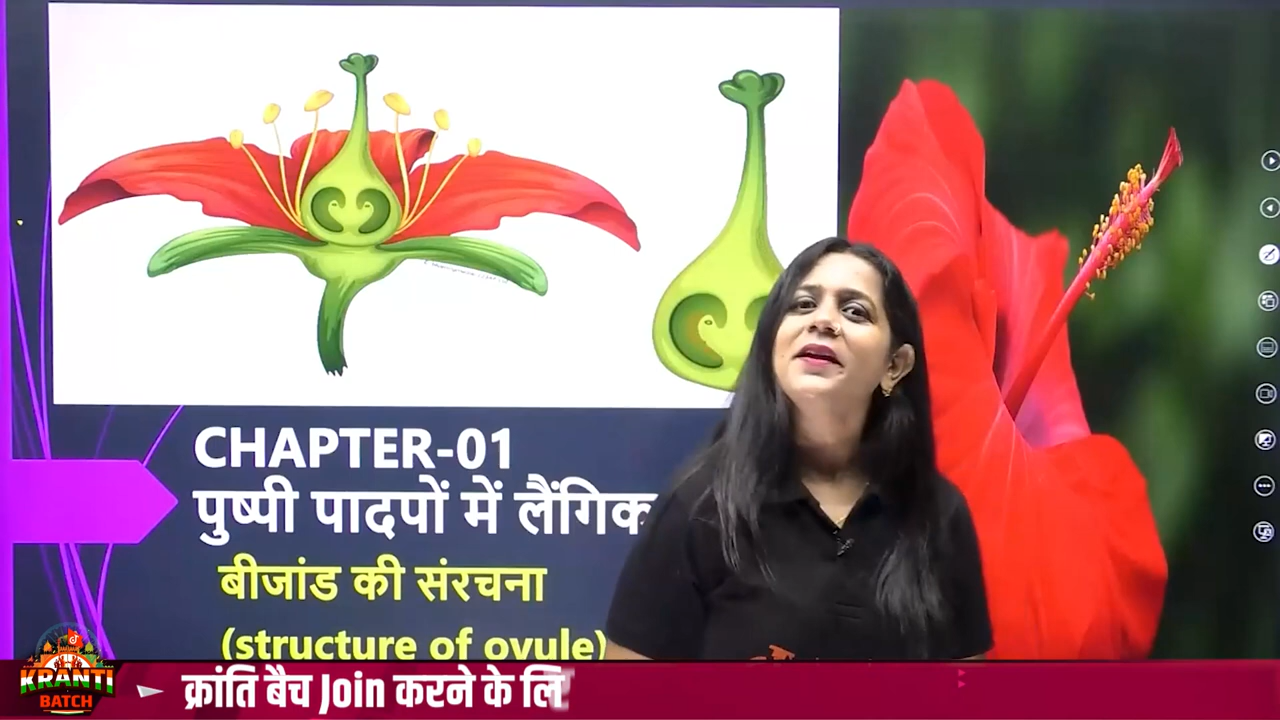 CHAPTER-01
पुष्पी पादपों में लैंगिक
बीजांड की संरचना
(structure of ovule)
KRANTI
BATCH
क्रांति बैच Join करने के लि